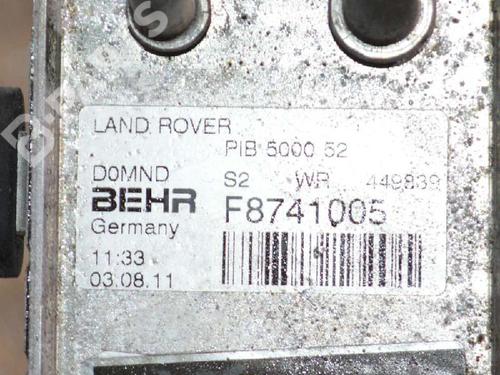 LAND ROVER
PIB 5000 52
D0MND S2 WR 449839
BEHR F8741005
Germany
11:33
03.08.11